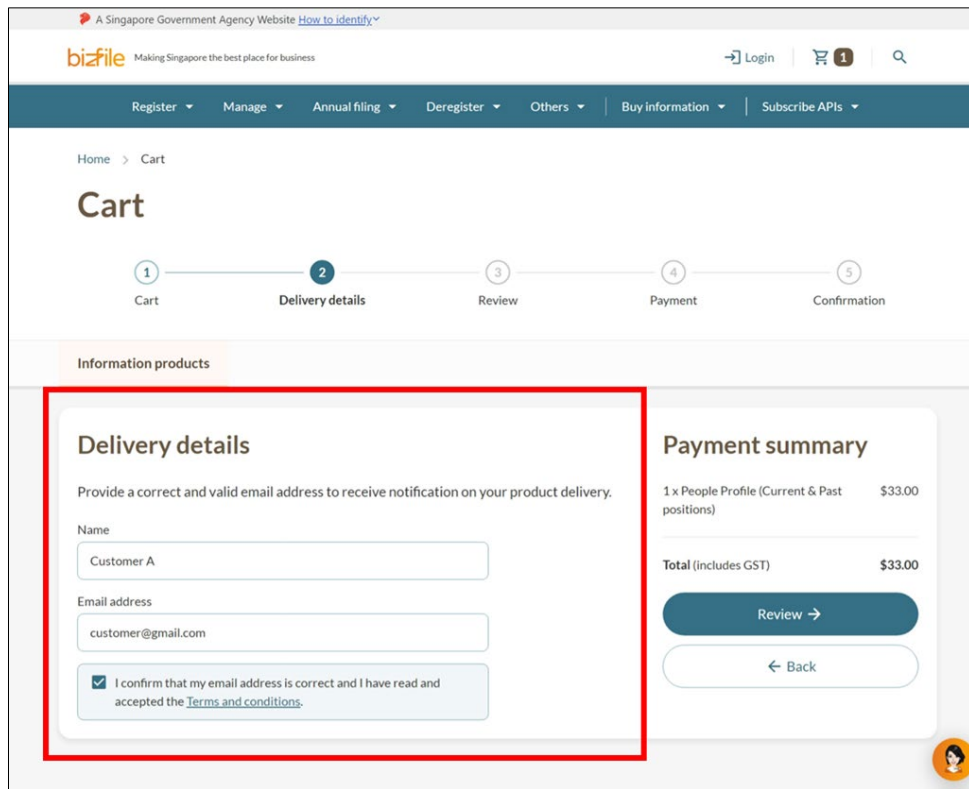 A Singapore Government Agency Website How to identify
bizfile Making Singapore the best place for business
Login
1
Register Manage Annual filing Deregister Others Buy information Subscribe APIs
Home > Cart
Cart
1 2 3 4 5
Cart Delivery details Review Payment Confirmation
Information products
Delivery details
Provide a correct and valid email address to receive notification on your product delivery.
Name
Customer A
Email address
customer@gmail.com
I confirm that my email address is correct and I have read and
accepted the Terms and conditions.
Payment summary
1 x People Profile (Current & Past $33.00
positions)
Total (includes GST) $33.00
Review →
← Back